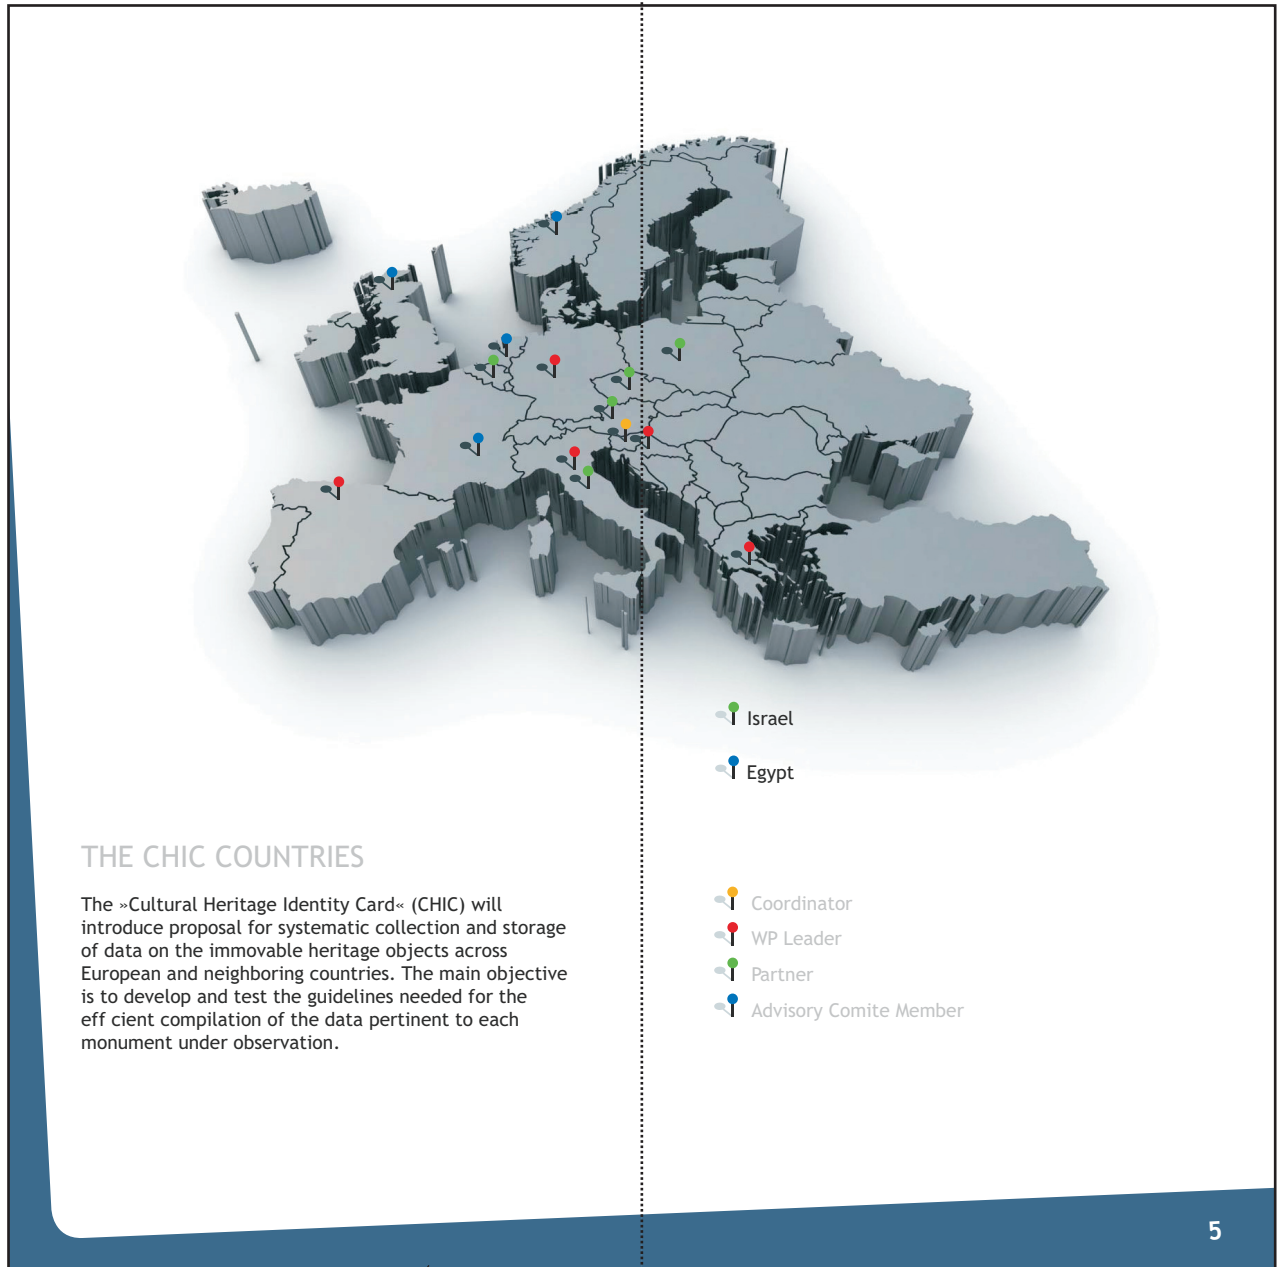 Israel
Egypt
THE CHIC COUNTRIES
The »Cultural Heritage Identity Card« (CHIC) will
introduce proposal for systematic collection and storage
of data on the immovable heritage objects across
European and neighboring countries. The main objective
is to develop and test the guidelines needed for the
eff cient compilation of the data pertinent to each
monument under observation.
Coordinator
WP Leader
Partner
Advisory Comite Member
5